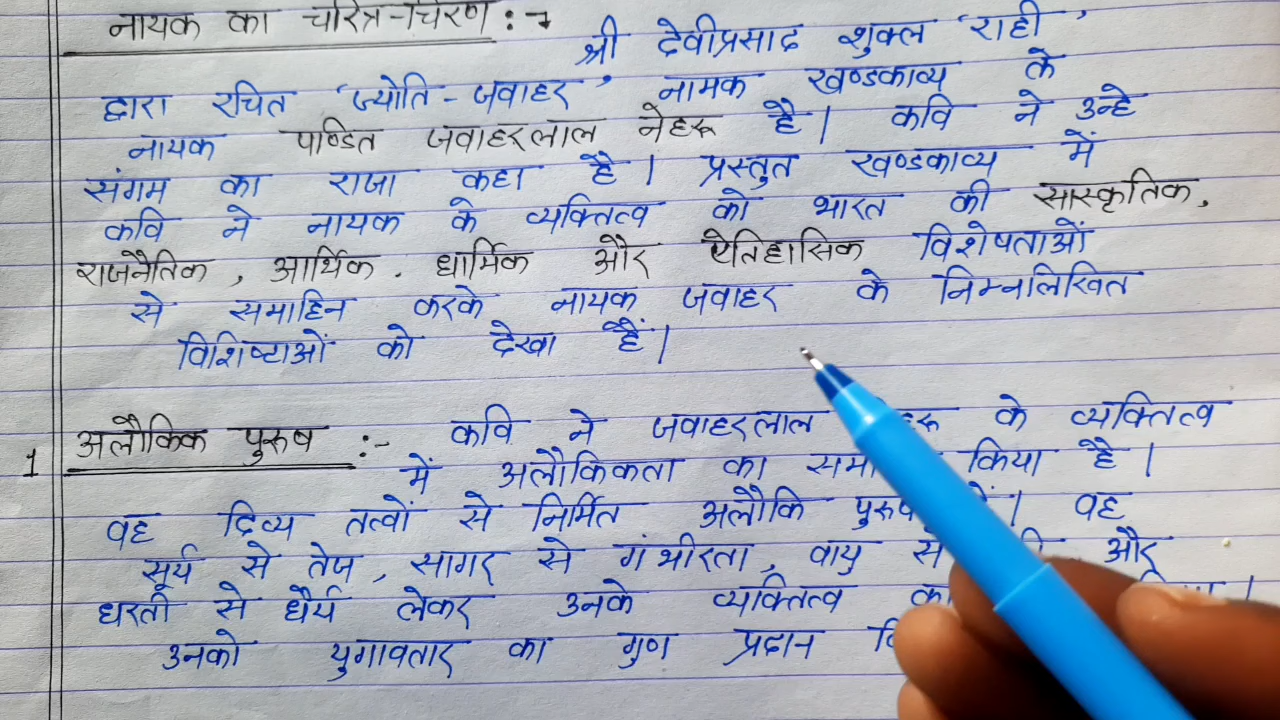 नायक का चरित्र-चित्रण :-
श्री देवीप्रसाद शुक्ल 'राही'
द्वारा रचित 'ज्योति-जवाहर' नामक खण्डकाव्य के
नायक पण्डित जवाहरलाल नेहरू है। कवि ने उन्हे
संगम का राजा कहा है। प्रस्तुत खण्डकाव्य में
कवि ने नायक के व्यक्तित्व को भारत की सास्कृतिक,
राजनैतिक, आर्थिक, धार्मिक और ऐतिहासिक विशेषताओं
से समाहिन करके नायक जवाहर के निम्नलिखित
विशिष्टाओं को देखा हैं।
1 अलौकिक पुरुष :- कवि ने जवाहरलाल के व्यक्तित्व
में अलौकिकता का किया है।
वह दिव्य तत्वों से निर्मित अलौकि पुरुष । वह
सूर्य से तेज, सागर से गंभीरता, वायु से और
धरती से धैर्य लेकर उनके व्यक्तित्व
उनको युगावतार का गुण प्रदान